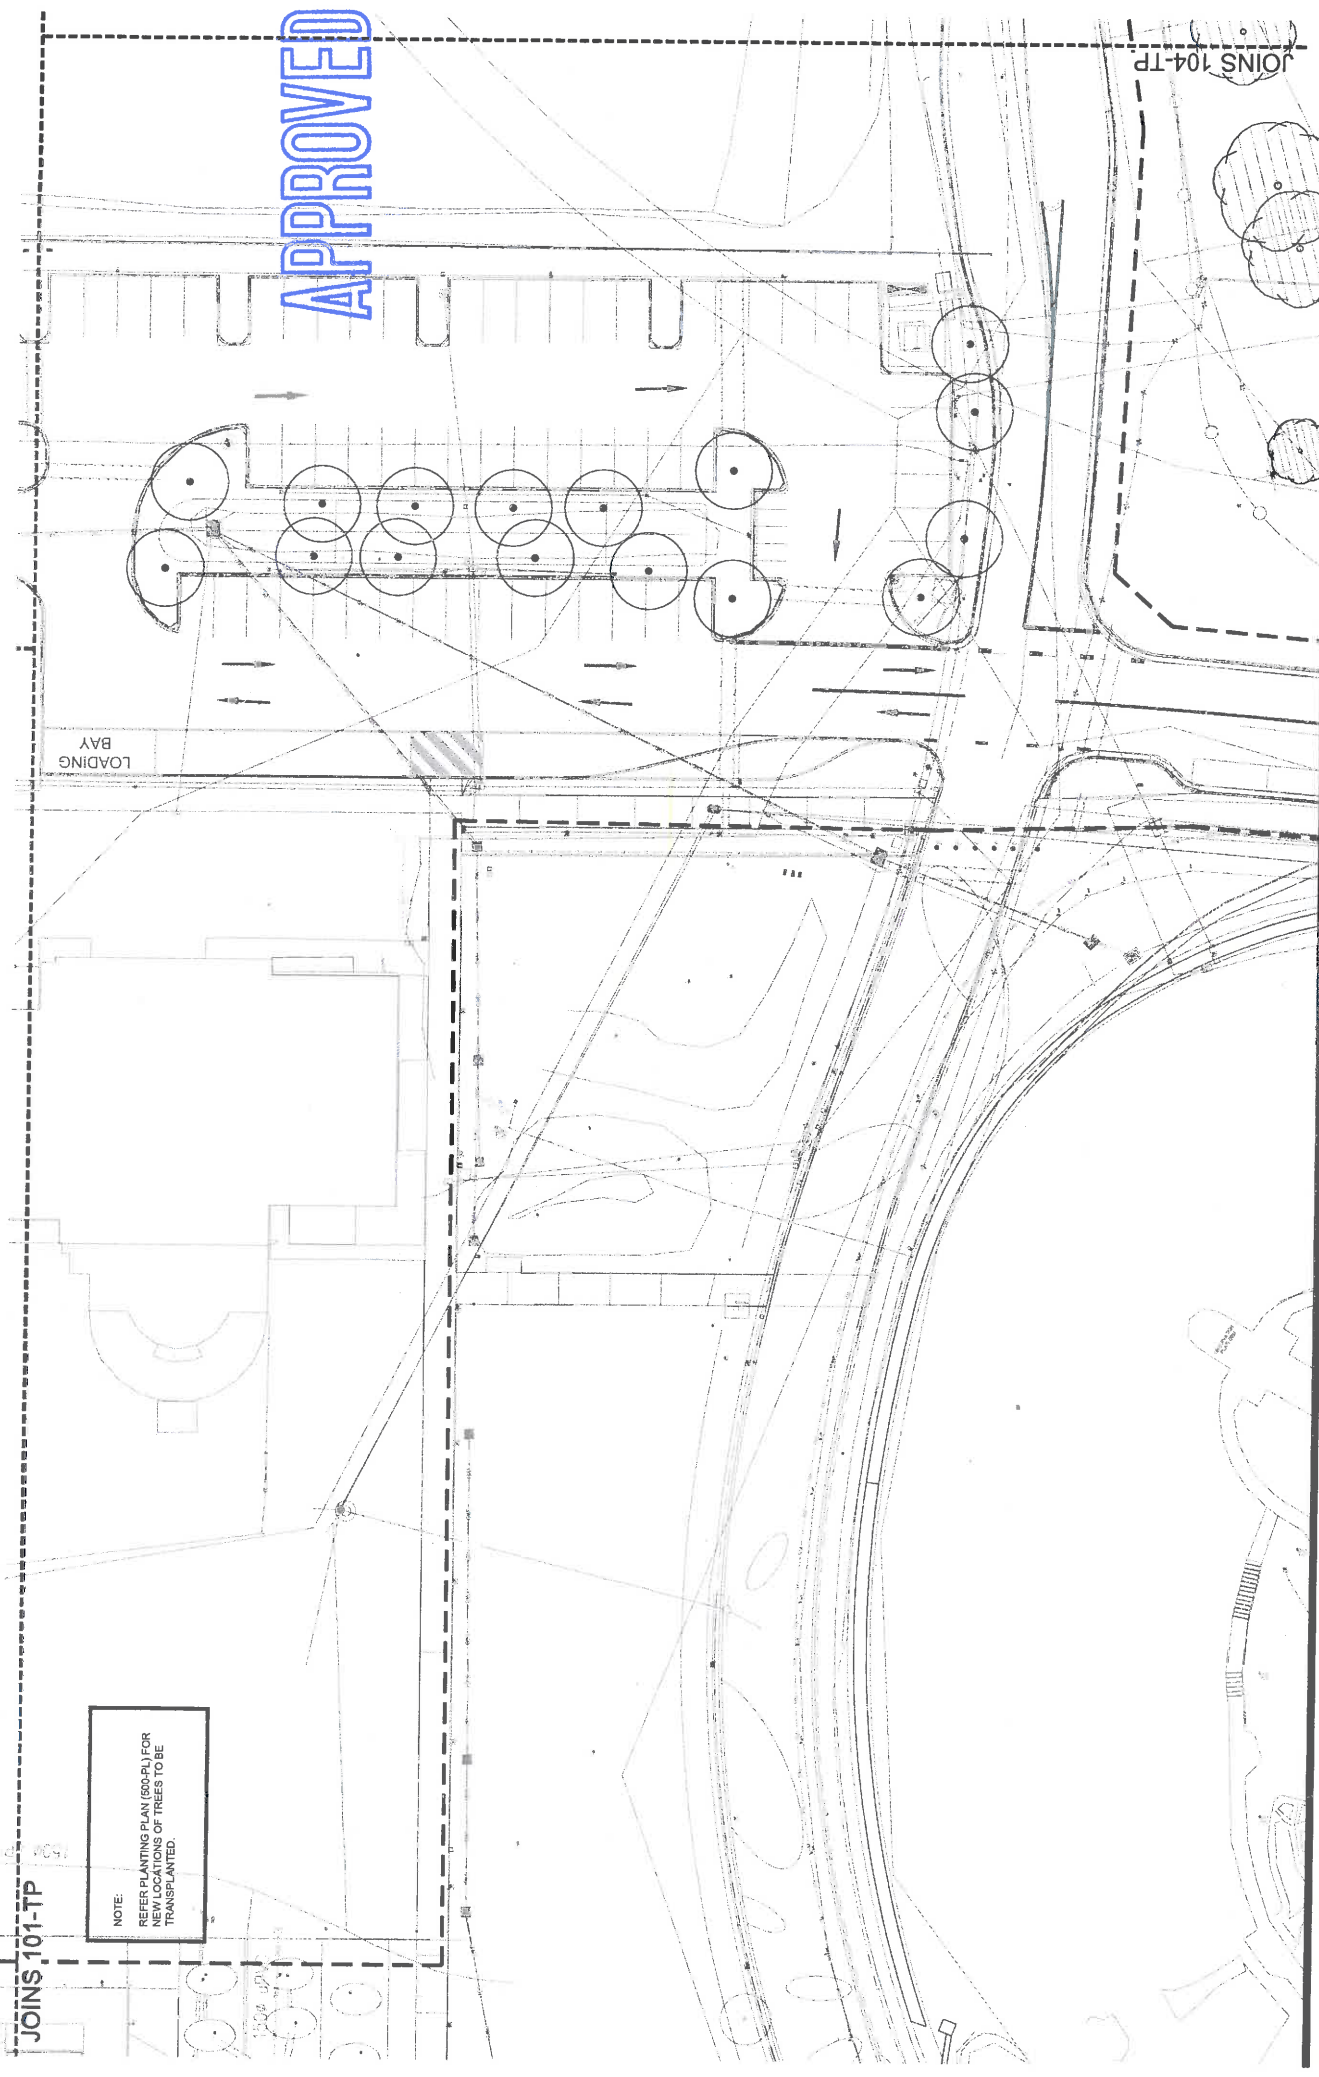 APPROVED
JOINS 104-TP
LOADING
BAY
NOTE:
REFER PLANTING PLAN (500-PL) FOR
NEW LOCATIONS OF TREES TO BE
TRANSPLANTED.
JOINS 101-TP